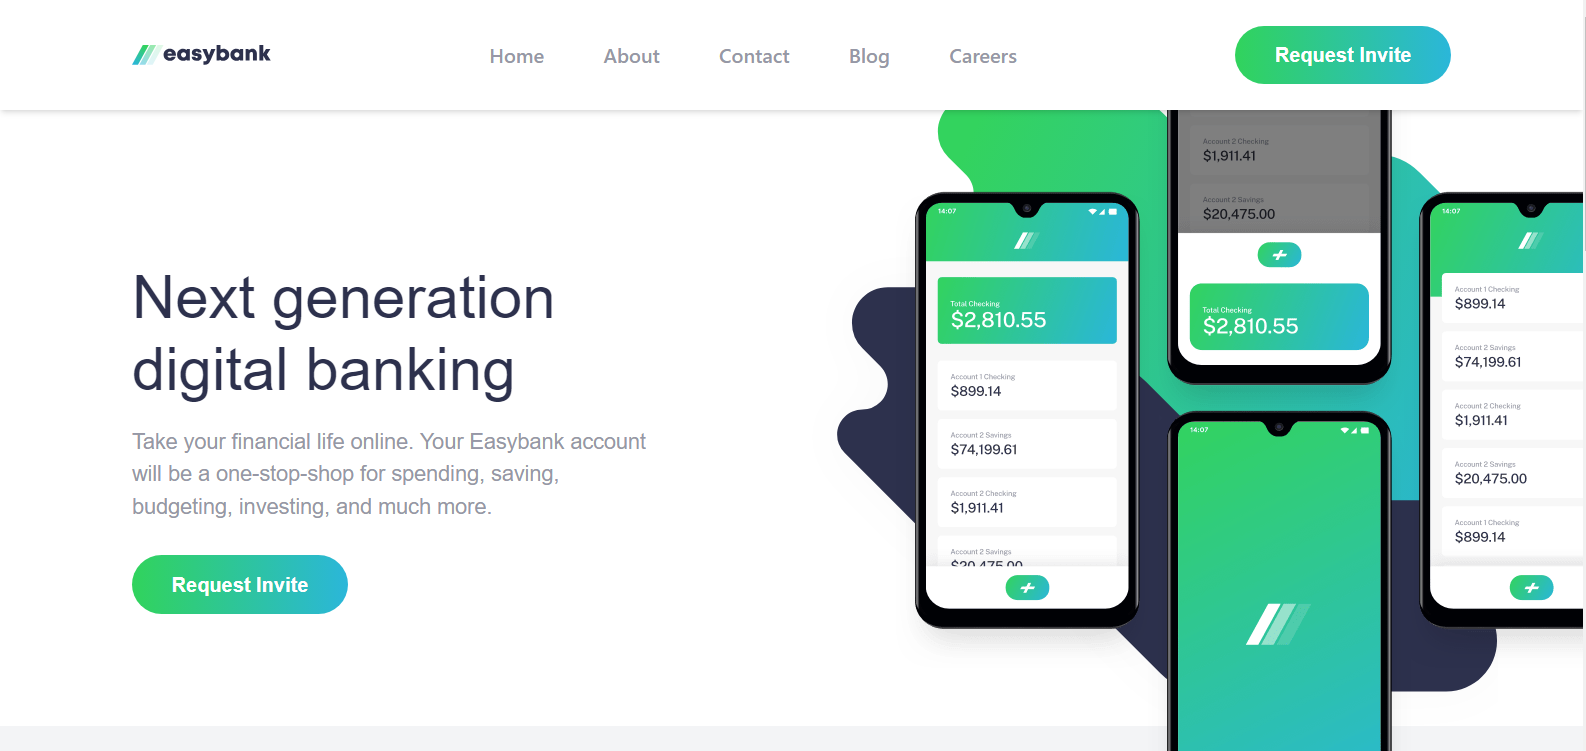 easybank
Home
About
Contact
Blog
Careers
Request Invite
Next generation
digital banking
Take your financial life online. Your Easybank account
will be a one-stop-shop for spending, saving,
budgeting, investing, and much more.
Request Invite
14:07
Total Checking
$2,810.55
Account 1 Checking
$899.14
Account 2 Savings
$74,199.61
Account 2 Checking
$1,911.41
Account 2 Savings
$20,475.00
Account 2 Checking
$1,911.41
Account 2 Savings
$20,475.00
Total Checking
$2,810.55
14:07
14:07
Account 1 Checking
$899.14
Account 2 Savings
$74,199.61
Account 2 Checking
$1,911.41
Account 2 Savings
$20,475.00
Account 1 Checking
$899.14